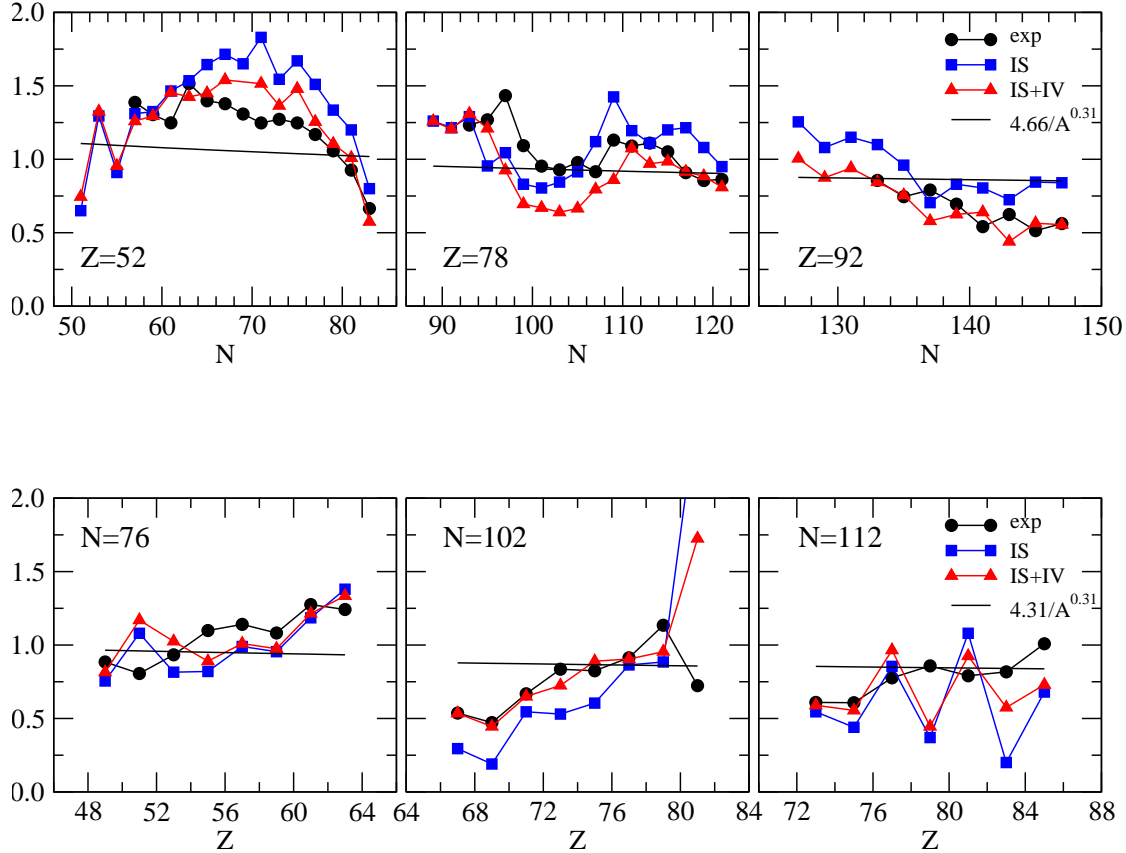 2.0
1.5
1.0
0.5
0.0
Z=52
Z=78
Z=92
exp
IS
IS+IV
4.66/A^0.31
50 60 70 80
90 100 110 120
130 140 150
N
N
N
2.0
1.5
1.0
0.5
0.0
N=76
N=102
N=112
exp
IS
IS+IV
4.31/A^0.31
48 52 56 60 64
64 68 72 76 80 84
72 76 80 84 88
Z
Z
Z